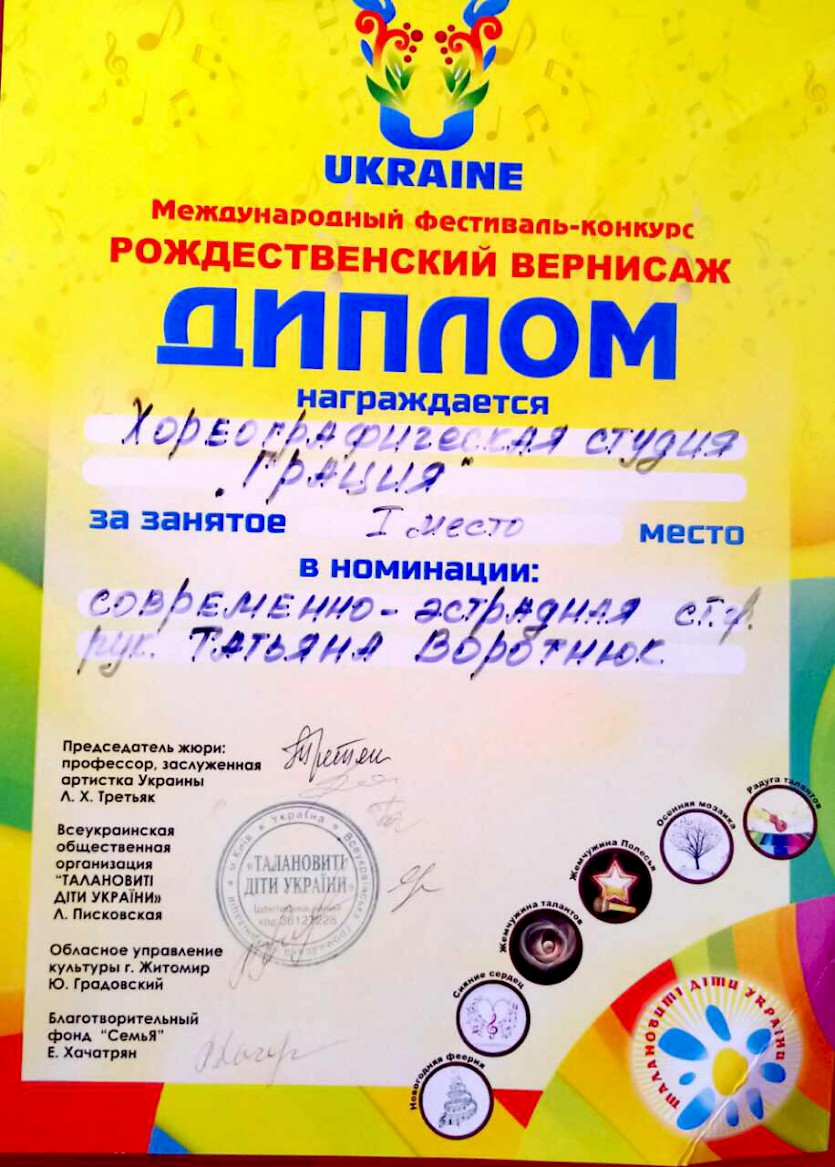 UKRAINE
Международный фестиваль-конкурс
РОЖДЕСТВЕНСКИЙ ВЕРНИСАЖ
ДИПЛОМ
награждается
Хореографическая студия
„Грация"
за занятое I место место
в номинации:
современно-эстрадная ст.ф.
рук. Татьяна Воротнюк
Председатель жюри:
профессор, заслуженная
артистка Украины
Л. Х. Третьяк
Всеукраинская
общественная
организация
"ТАЛАНОВИТІ
ДІТИ УКРАЇНИ»
Л. Писковская
Обласное управление
культуры г. Житомир
Ю. Градовский
Благотворительный
фонд "СемьЯ"
Е. Хачатрян
м.Київ * Україна * Всеукраїнська
«ТАЛАНОВИТІ
ДІТИ УКРАЇНИ»
Радуга талантов
Осенняя мозаика
Жемчужина Полесья
Жемчужина талантов
Сияние сердец
Новогодняя феерия
ТАЛАНОВИТІ ДІТИ УКРАЇНИ